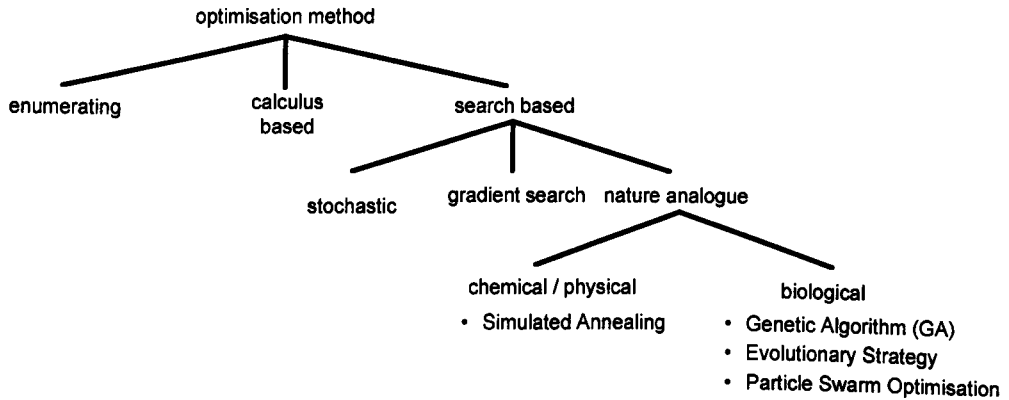 optimisation method
enumerating
calculus
based
search based
stochastic
gradient search
nature analogue
chemical / physical
• Simulated Annealing
biological
• Genetic Algorithm (GA)
• Evolutionary Strategy
• Particle Swarm Optimisation